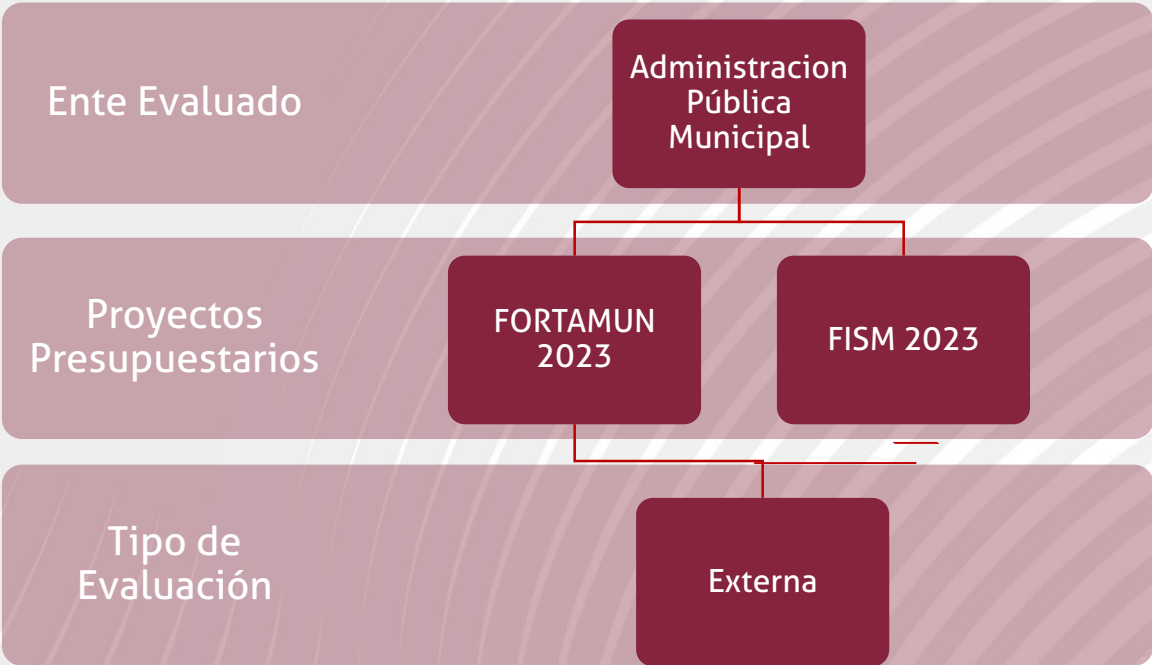 Ente Evaluado
Administracion
Pública
Municipal
Proyectos
Presupuestarios
FORTAMUN
2023
FISM 2023
Tipo de
Evaluación
Externa